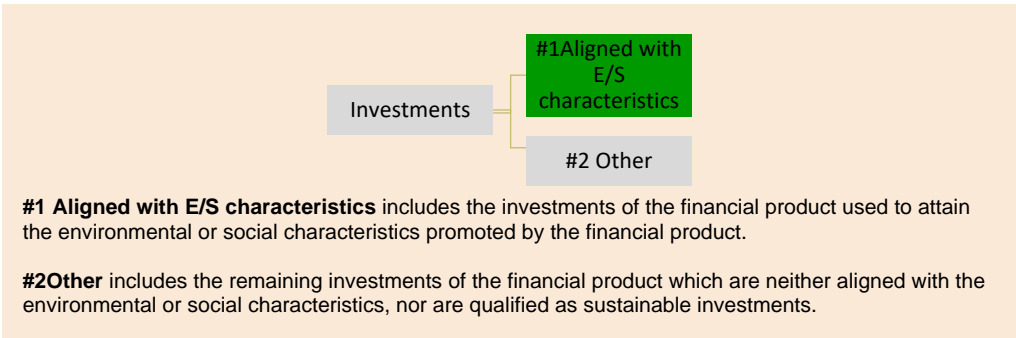 #1Aligned with
E/S
characteristics
Investments
#2 Other
#1 Aligned with E/S characteristics includes the investments of the financial product used to attain
the environmental or social characteristics promoted by the financial product.
#2Other includes the remaining investments of the financial product which are neither aligned with the
environmental or social characteristics, nor are qualified as sustainable investments.